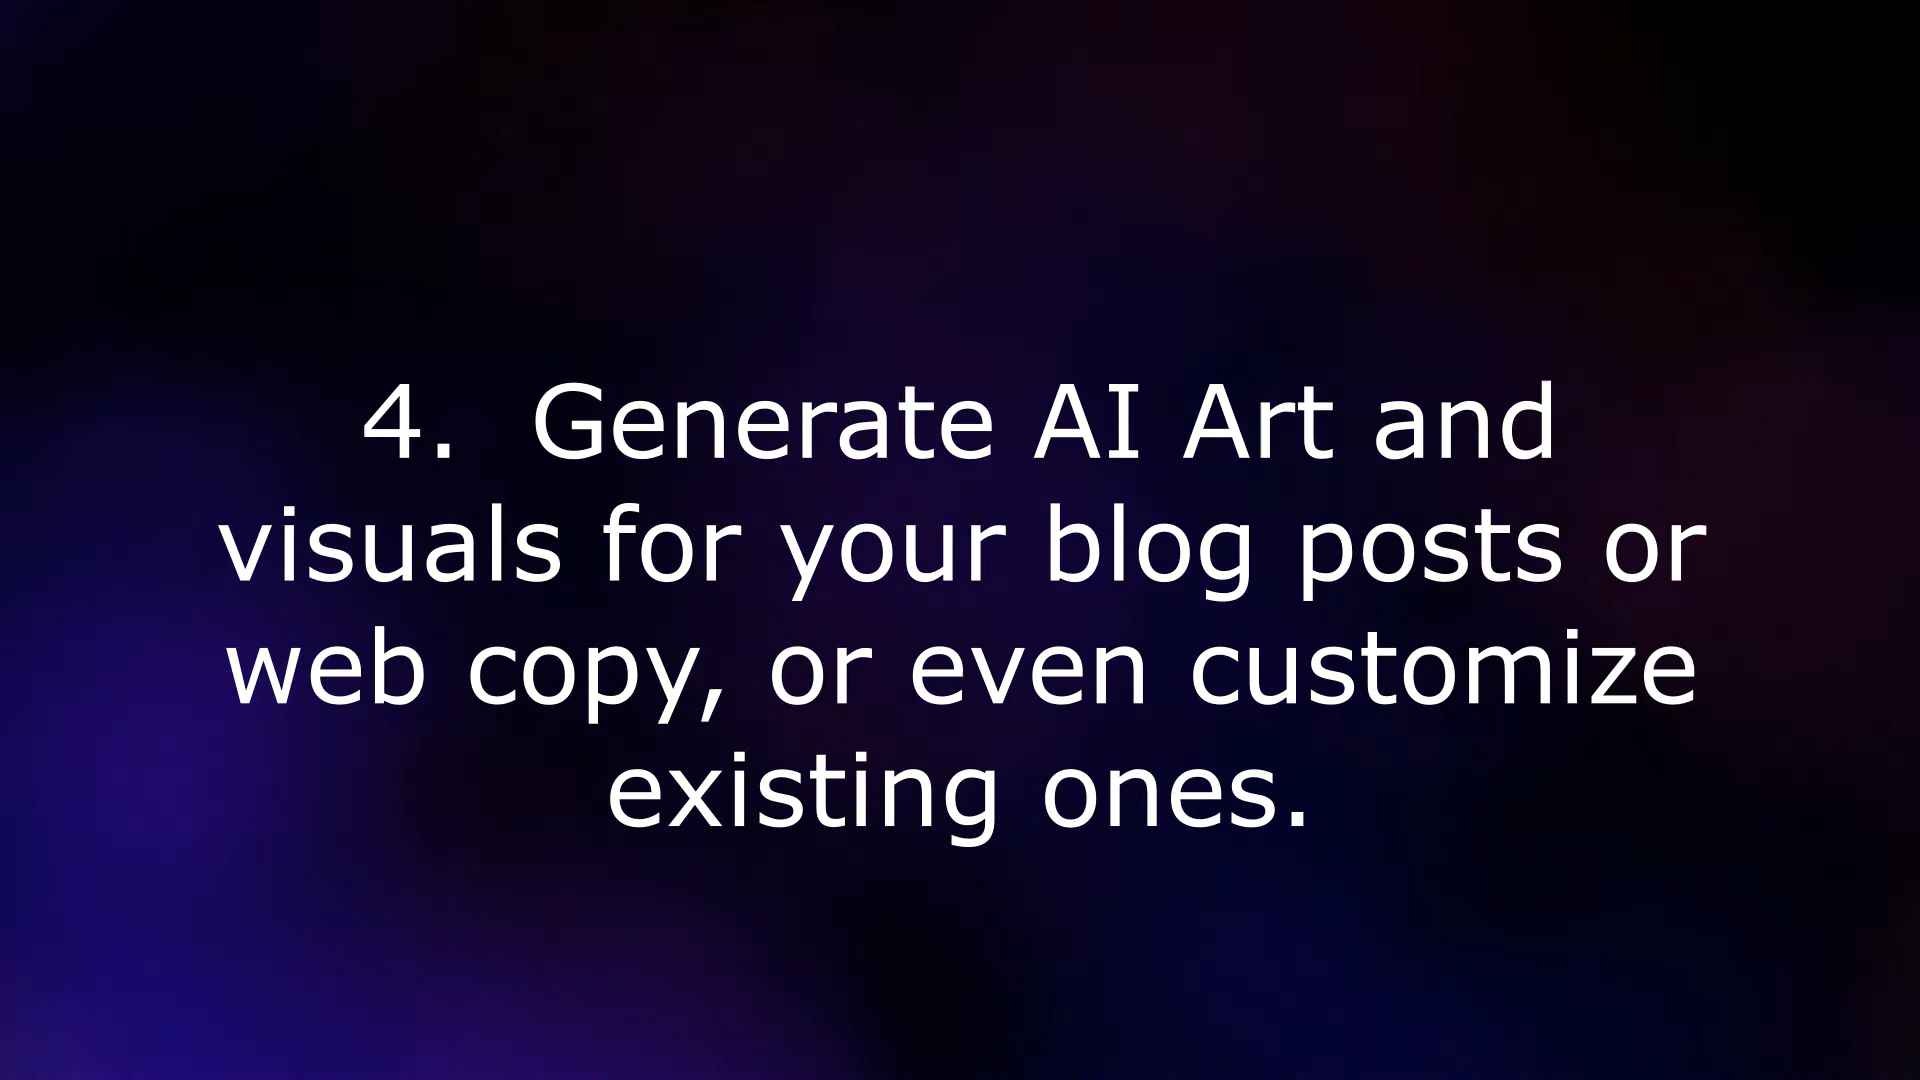 4.  Generate AI Art and
visuals for your blog posts or
web copy, or even customize
existing ones.